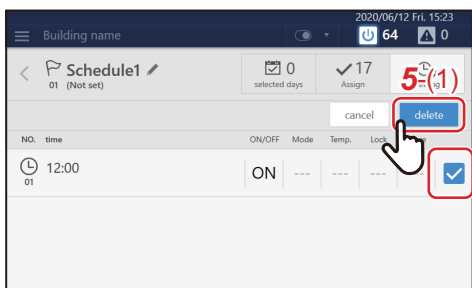 2020/06/12 Fri. 15:23
Building name 64 0
Schedule1 0 17
01 (Not set) selected days Assign
5-(1)
cancel delete
NO. time ON/OFF Mode Temp. Lock
12:00 ON --- --- --- ---
01